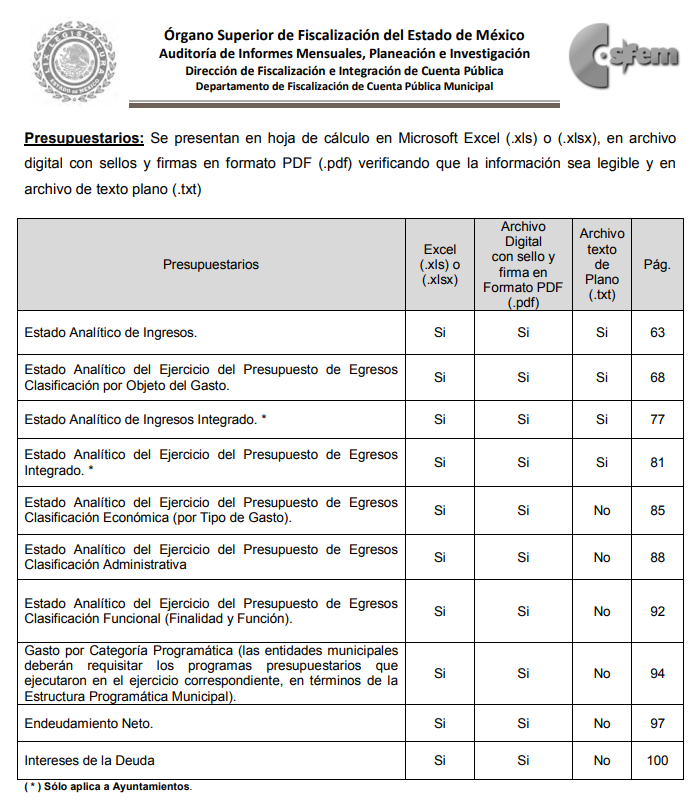 Órgano Superior de Fiscalización del Estado de México
Auditoría de Informes Mensuales, Planeación e Investigación
Dirección de Fiscalización e Integración de Cuenta Pública
Departamento de Fiscalización de Cuenta Pública Municipal
LIX LEGISLATURA
ESTADO DE MÉXICO
osfem
Presupuestarios: Se presentan en hoja de cálculo en Microsoft Excel (.xls) o (.xlsx), en archivo
digital con sellos y firmas en formato PDF (.pdf) verificando que la información sea legible y en
archivo de texto plano (.txt)
Presupuestarios
Excel
(.xls) o
(.xlsx)
Archivo
Digital
con sello y
firma en
Formato PDF
(.pdf)
Archivo
texto
de
Plano
(.txt)
Pág.
Estado Analítico de Ingresos. Si Si Si 63
Estado Analítico del Ejercicio del Presupuesto de Egresos
Clasificación por Objeto del Gasto. Si Si Si 68
Estado Analítico de Ingresos Integrado. * Si Si Si 77
Estado Analítico del Ejercicio del Presupuesto de Egresos
Integrado. * Si Si Si 81
Estado Analítico del Ejercicio del Presupuesto de Egresos
Clasificación Económica (por Tipo de Gasto). Si Si No 85
Estado Analítico del Ejercicio del Presupuesto de Egresos
Clasificación Administrativa Si Si No 88
Estado Analítico del Ejercicio del Presupuesto de Egresos
Clasificación Funcional (Finalidad y Función). Si Si No 92
Gasto por Categoría Programática (las entidades municipales
deberán requisitar los programas presupuestarios que
ejecutaron en el ejercicio correspondiente, en términos de la
Estructura Programática Municipal). Si Si No 94
Endeudamiento Neto. Si Si No 97
Intereses de la Deuda Si Si No 100
( * ) Sólo aplica a Ayuntamientos.